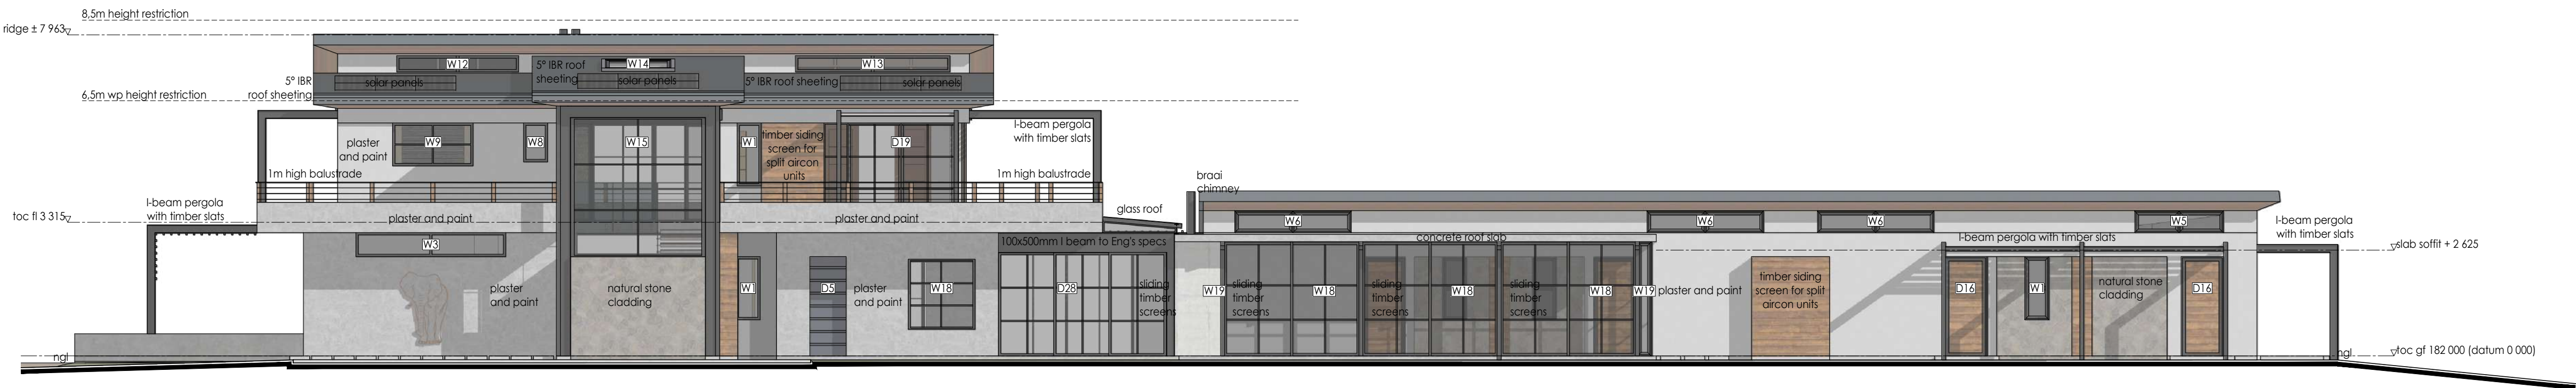 8,5m height restriction
ridge ± 7 963
W12
5° IBR roof
sheeting
W14
W13
5° IBR
roof sheeting
solar panels
solar panels
5° IBR roof sheeting
solar panels
6,5m wp height restriction
plaster
and paint
W9
W8
W15
W1
timber siding
screen for
split aircon
units
D19
I-beam pergola
with timber slats
1m high balustrade
1m high balustrade
braai
chimney
I-beam pergola
with timber slats
toc fl 3 315
plaster and paint
plaster and paint
glass roof
W6
W6
W6
W5
I-beam pergola
with timber slats
W3
100x500mm I beam to Eng's specs
concrete roof slab
I-beam pergola with timber slats
slab soffit + 2 625
plaster
and paint
natural stone
cladding
W1
D5
plaster
and paint
W18
D28
sliding
timber
screens
W19
sliding
timber
screens
W18
sliding
timber
screens
W18
sliding
timber
screens
W18
W19
plaster and paint
timber siding
screen for split
aircon units
D16
W1
natural stone
cladding
D16
ngl
ngl
toc gf 182 000 (datum 0 000)